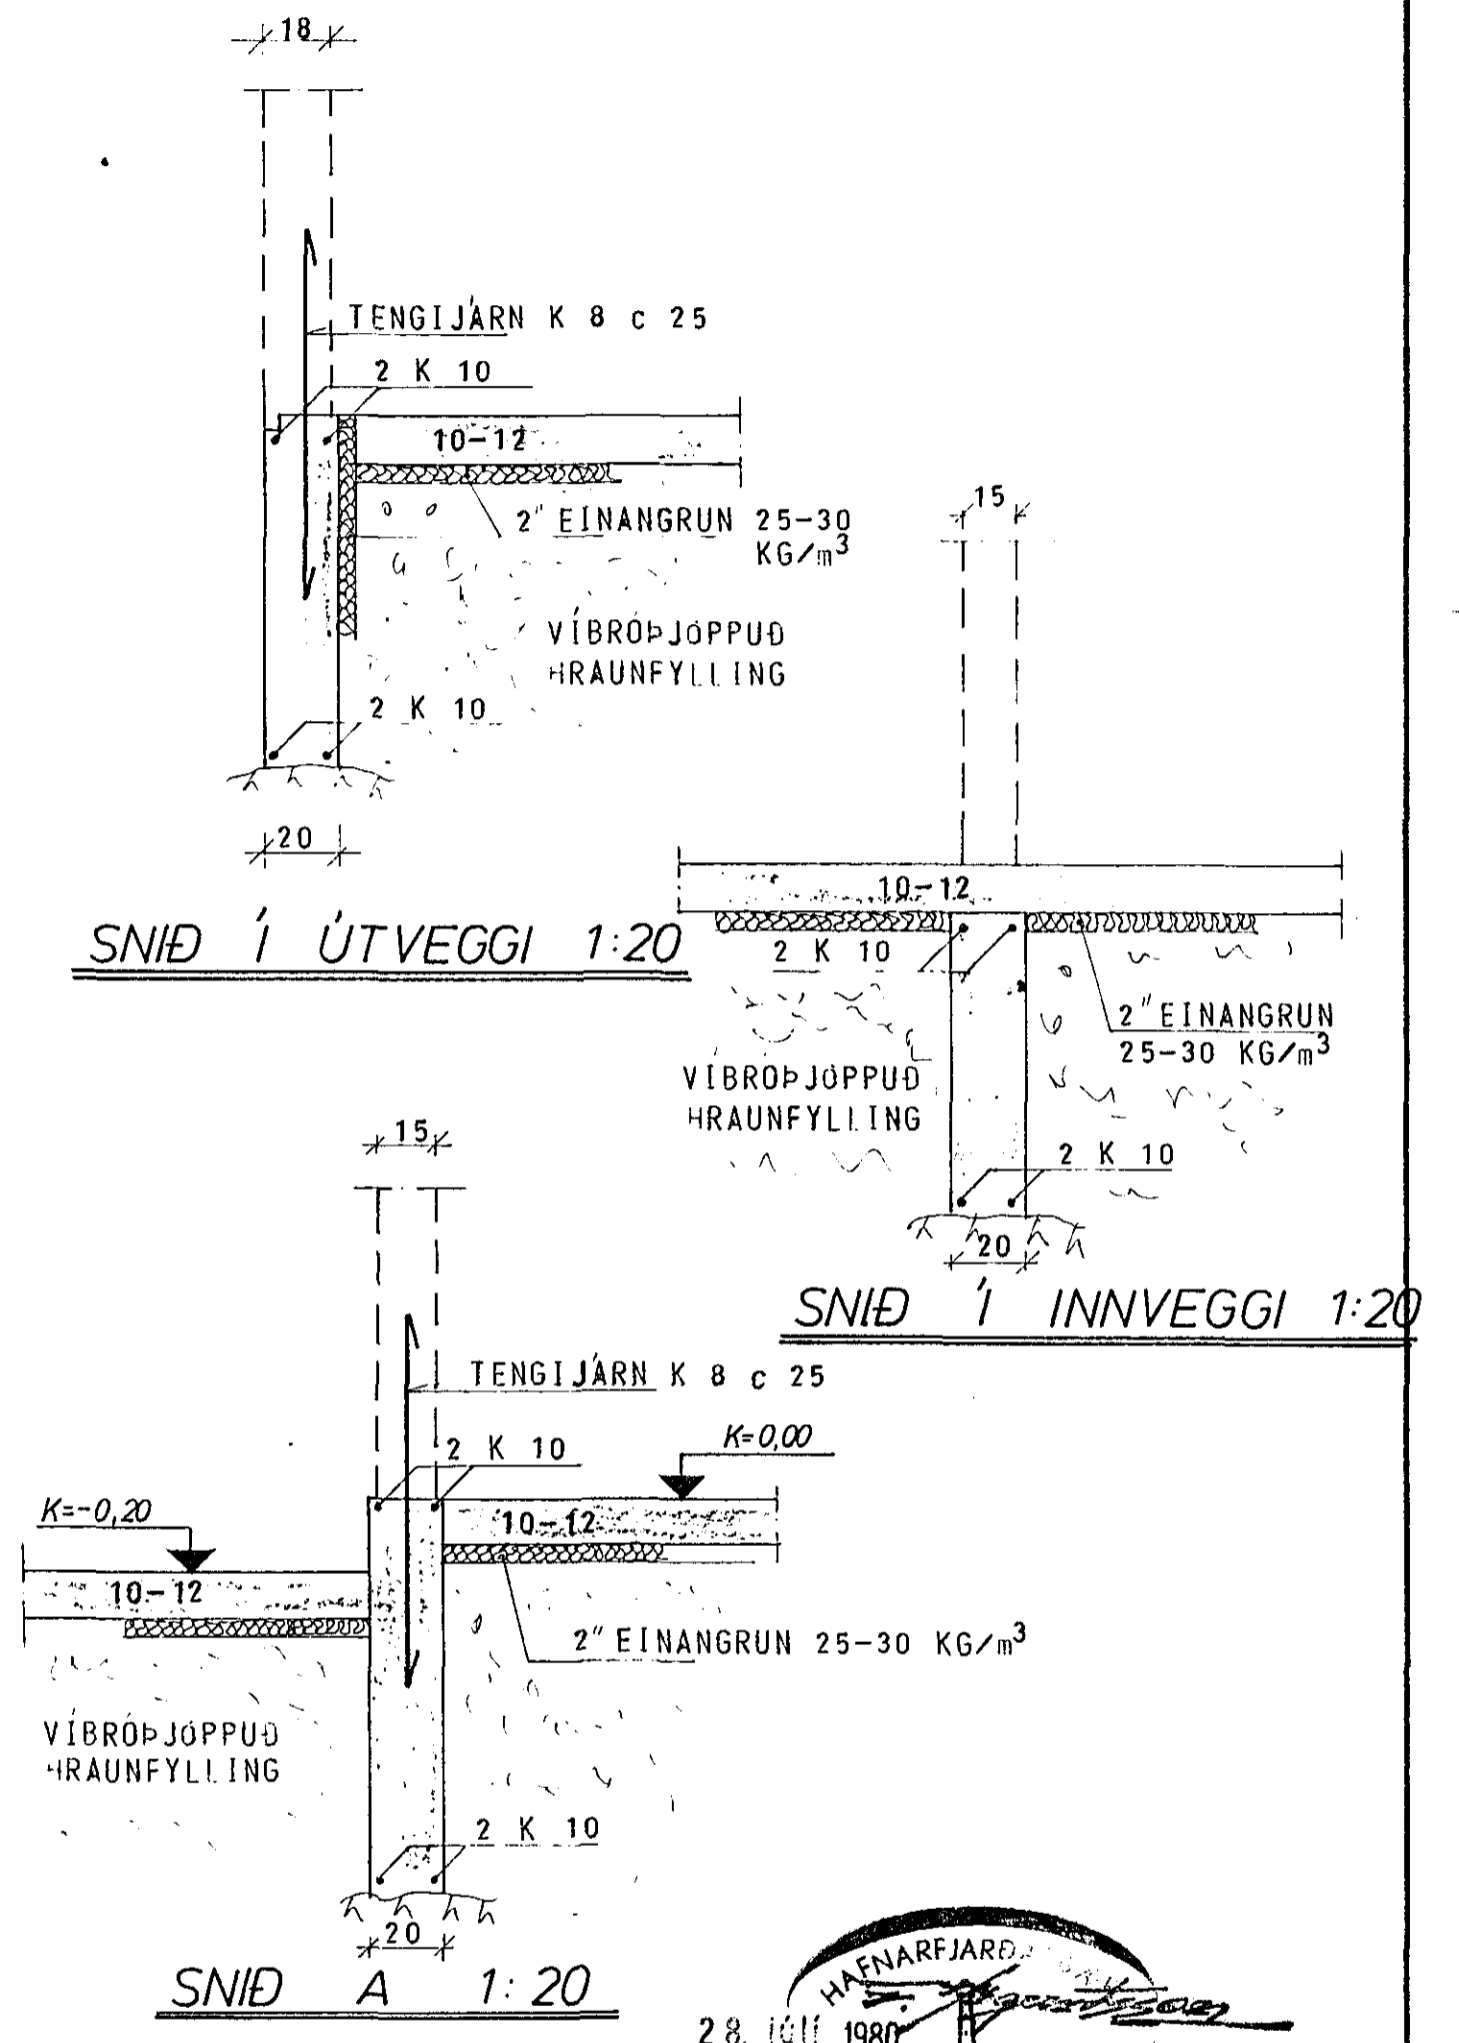 18
TENGIJÁRN K 8 c 25
2 K 10
10-12
2" EINANGRUN 25-30
KG/m³
VÍBRÓÞJÖPPUÐ
HRAUNFYLLING
2 K 10
20
SNIÐ Í ÚTVEGGI 1:20
15
10-12
2 K 10
2" EINANGRUN
25-30 KG/m³
VÍBRÓÞJÖPPUÐ
HRAUNFYLLING
2 K 10
20
SNIÐ Í INNVEGGI 1:20
15
TENGIJÁRN K 8 c 25
2 K 10
K=0,00
K=-0,20
10-12
10-12
2" EINANGRUN 25-30 KG/m³
VÍBRÓÞJÖPPUÐ
HRAUNFYLLING
2 K 10
20
SNIÐ A 1:20
28. júlí 1980